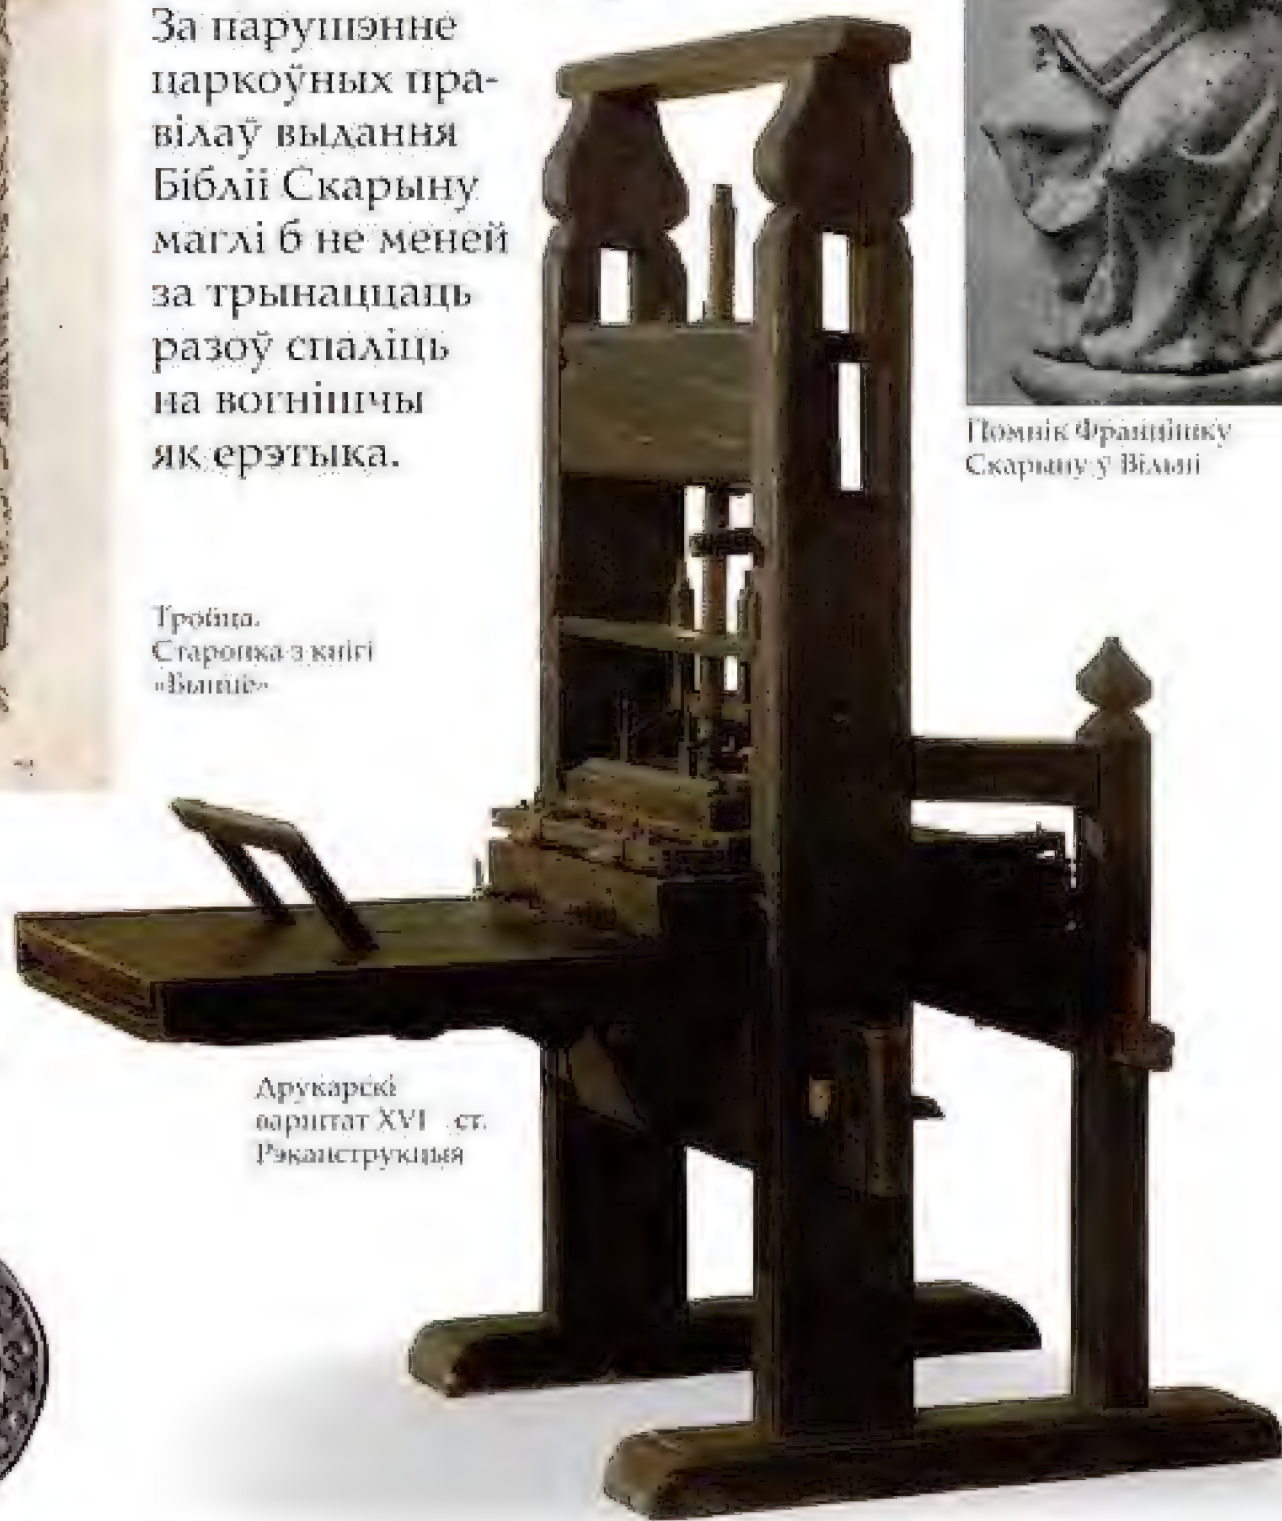 За парушэнне
царкоўных пра-
вілаў выдання
Бібліі Скарыну
маглі б не меней
за трынаццаць
разоў спаліць
на вогнішчы
як ерэтыка.
Помнік Францішку
Скарыну ў Вільні
Тройца.
Старонка з кнігі
«Быццё»
Друкарскі
варштат XVI ст.
Рэканструкцыя